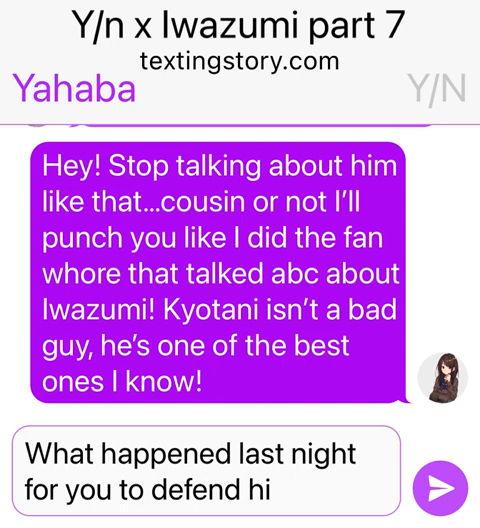 Y/n x Iwazumi part 7
textingstory.com
Yahaba
Y/N
Hey! Stop talking about him
like that...cousin or not I'll
punch you like I did the fan
whore that talked abc about
Iwazumi! Kyotani isn't a bad
guy, he's one of the best
ones I know!
What happened last night
for you to defend hi